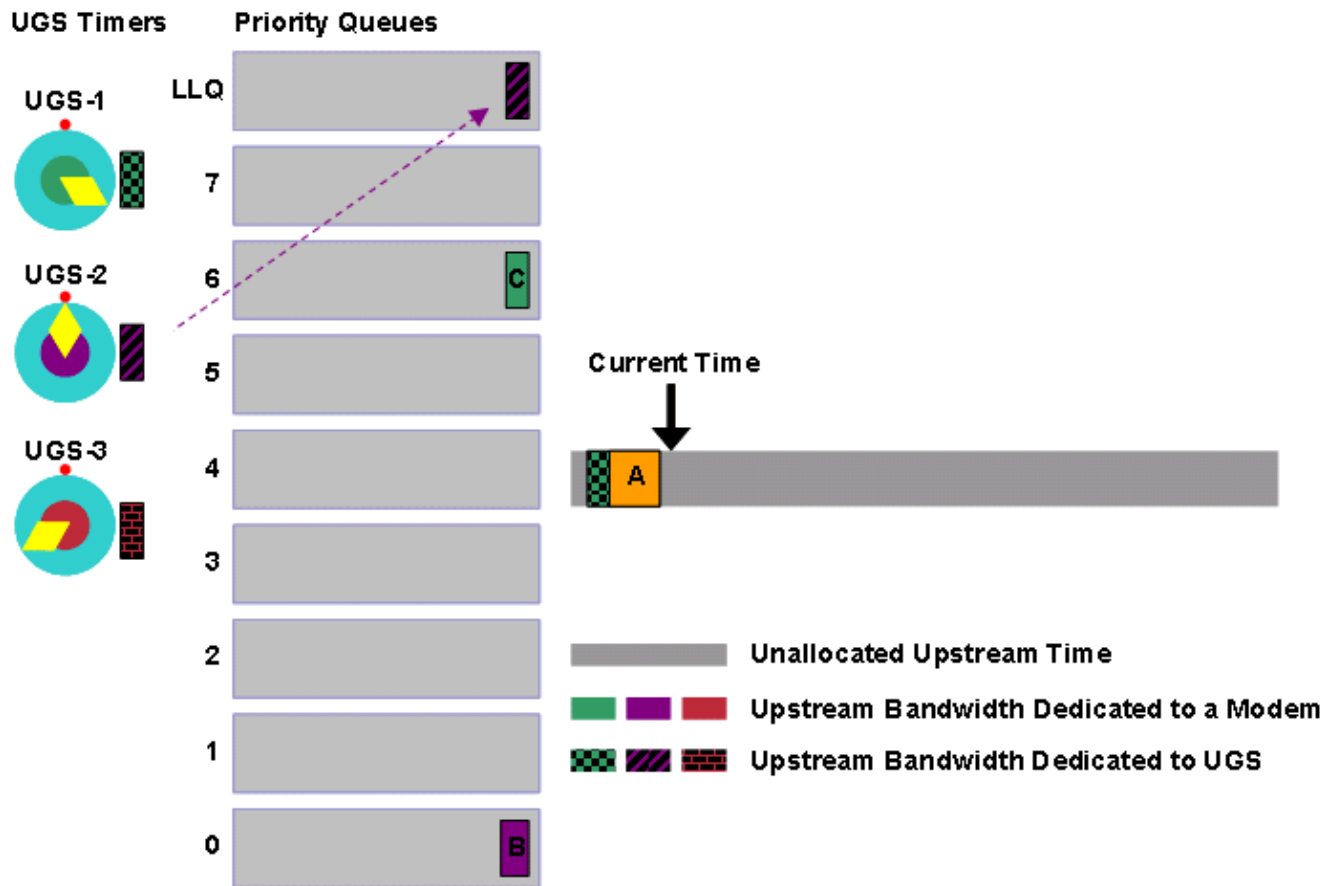 UGS Timers
Priority Queues
LLQ
UGS-1
7
UGS-2
6
C
5
Current Time
UGS-3
4
A
3
2
Unallocated Upstream Time
Upstream Bandwidth Dedicated to a Modem
1
Upstream Bandwidth Dedicated to UGS
0
B